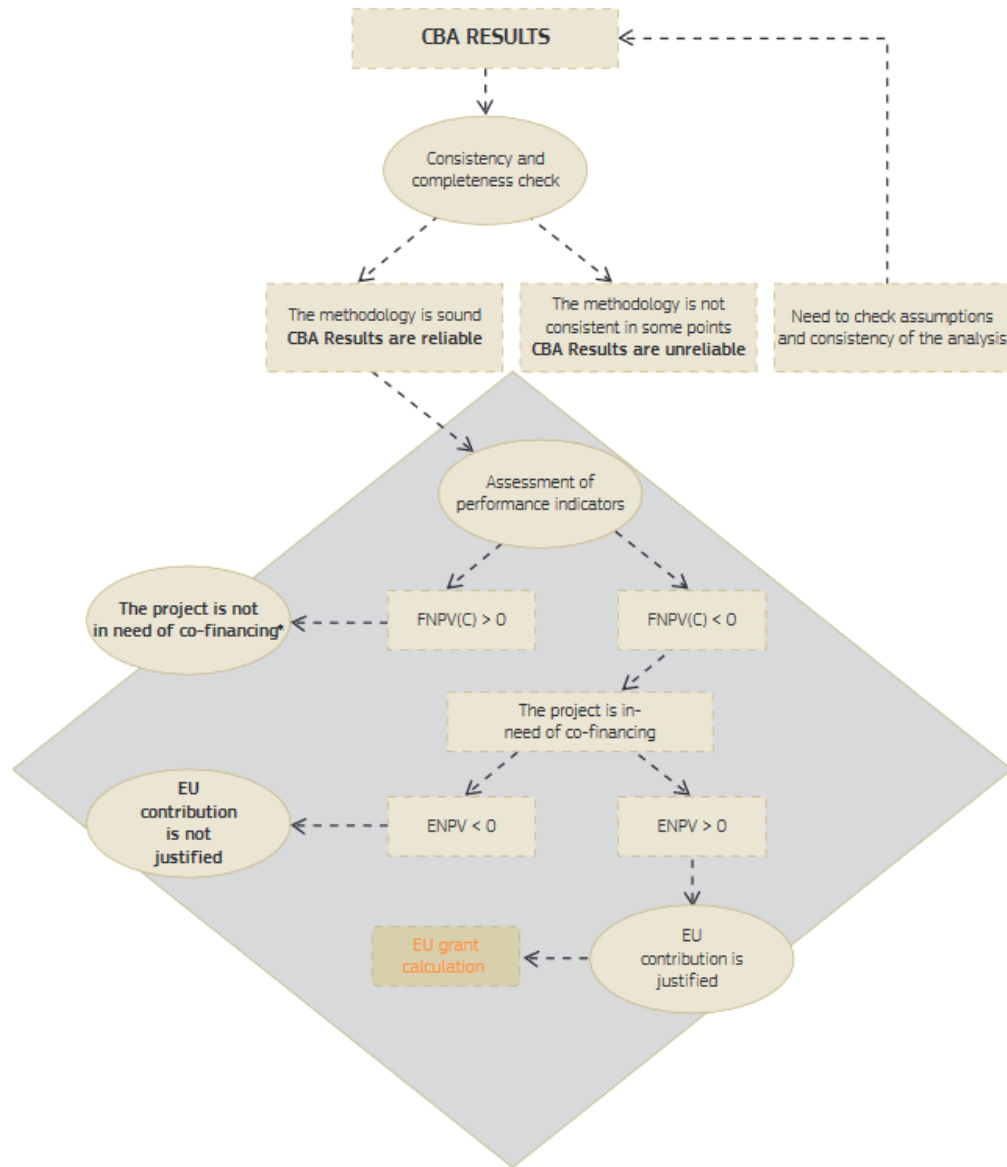 CBA RESULTS
Consistency and
completeness check
The methodology is sound
CBA Results are reliable
The methodology is not
consistent in some points
CBA Results are unreliable
Need to check assumptions
and consistency of the analysis
Assessment of
performance indicators
The project is not
in need of co-financing*
FNPV(C) > 0
FNPV(C) < 0
The project is in-
need of co-financing
EU
contribution
is not
justified
ENPV < 0
ENPV > 0
EU grant
calculation
EU
contribution is
justified